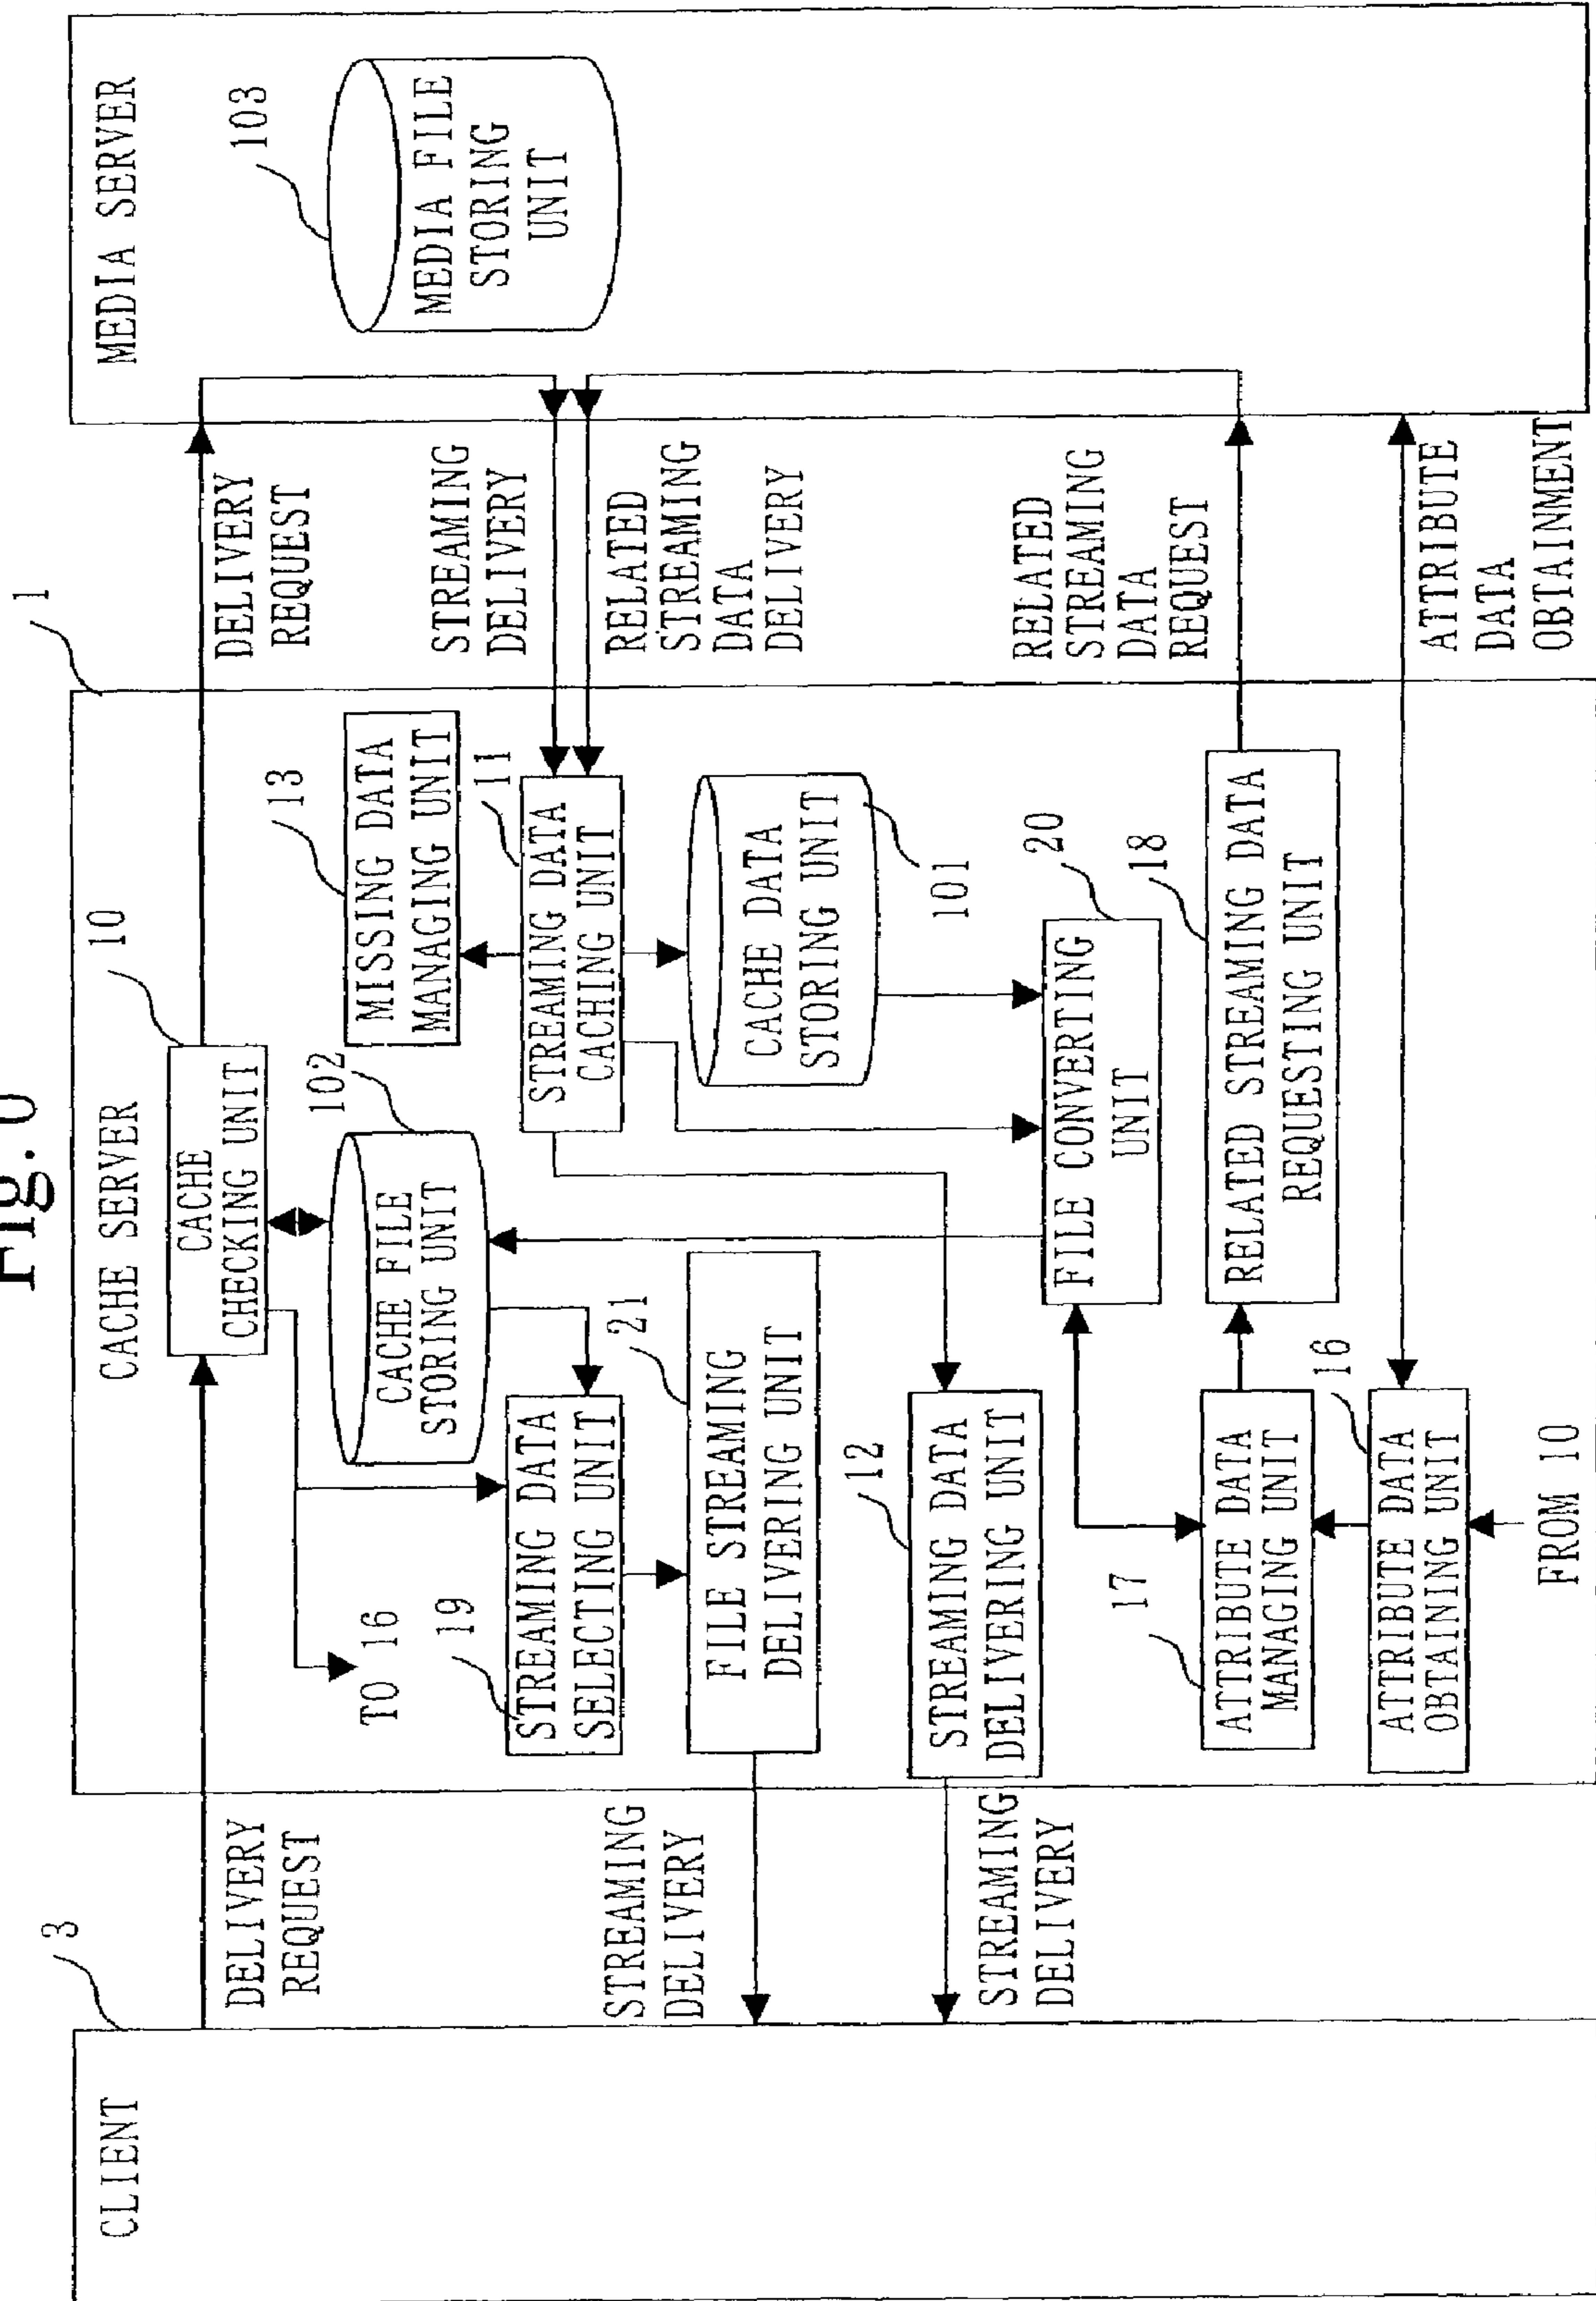 Fig.
CLIENT
3
DELIVERY
REQUEST
STREAMING
DELIVERY
STREAMING
DELIVERY
CACHE SERVER
1
10
CACHE
CHECKING UNIT
TO 16
102
CACHE FILE
STORING UNIT
13
MISSING DATA
MANAGING UNIT
19
STREAMING DATA
SELECTING UNIT
11
STREAMING DATA
CACHING UNIT
21
FILE STREAMING
DELIVERING UNIT
CACHE DATA
STORING UNIT
101
12
STREAMING DATA
DELIVERING UNIT
20
FILE CONVERTING
UNIT
17
ATTRIBUTE DATA
MANAGING UNIT
18
RELATED STREAMING DATA
REQUESTING UNIT
16
ATTRIBUTE DATA
OBTAINING UNIT
FROM 10
DELIVERY
REQUEST
STREAMING
DELIVERY
RELATED
STREAMING
DATA
DELIVERY
RELATED
STREAMING
DATA
REQUEST
ATTRIBUTE
DATA
OBTAINMENT
MEDIA SERVER
103
MEDIA FILE
STORING
UNIT